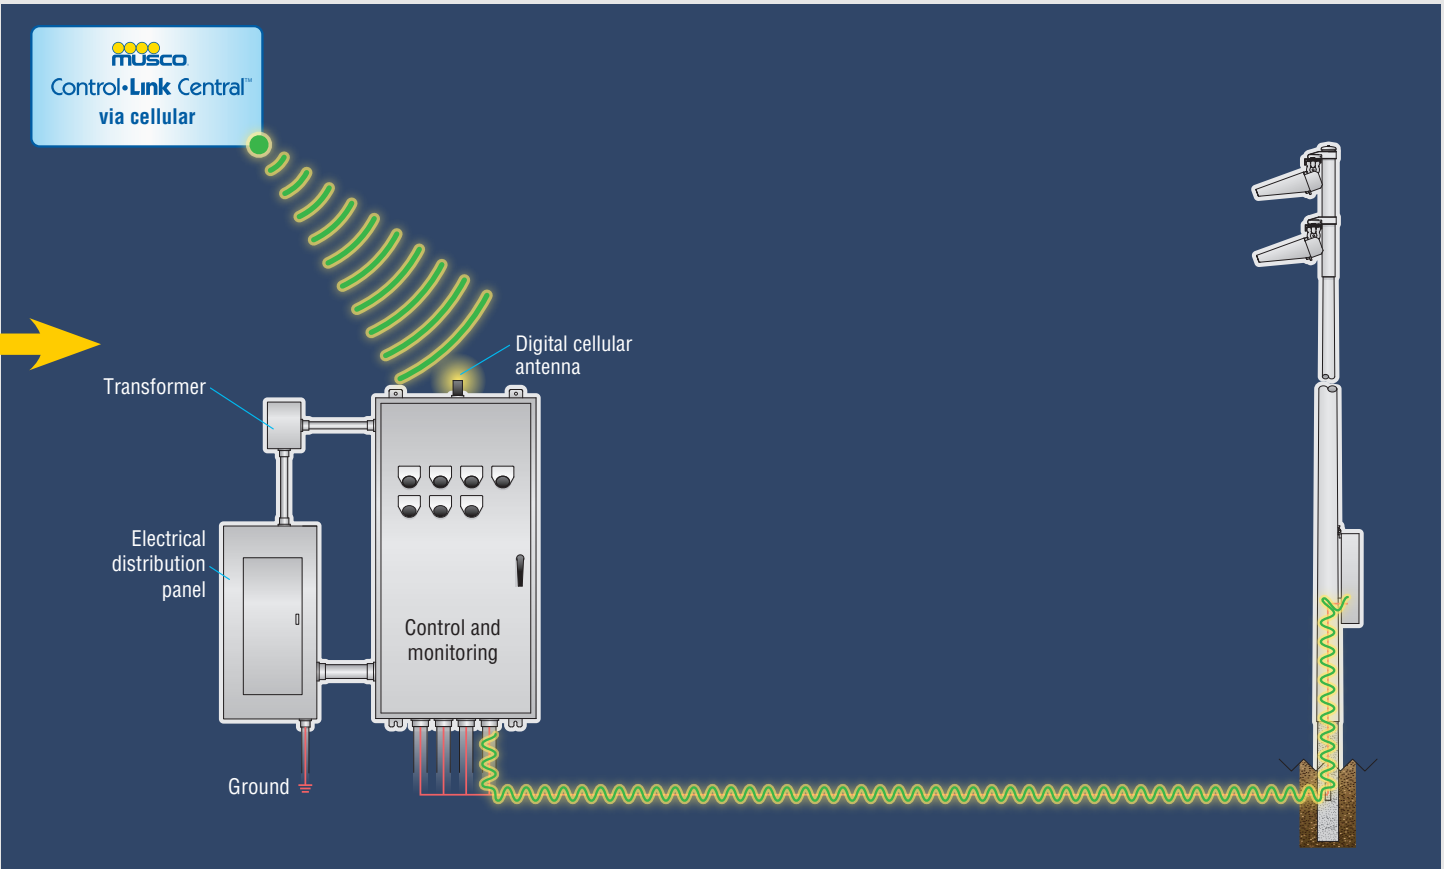 musco
Control•Link Central™
via cellular
Digital cellular
antenna
Transformer
Electrical
distribution
panel
Control and
monitoring
Ground